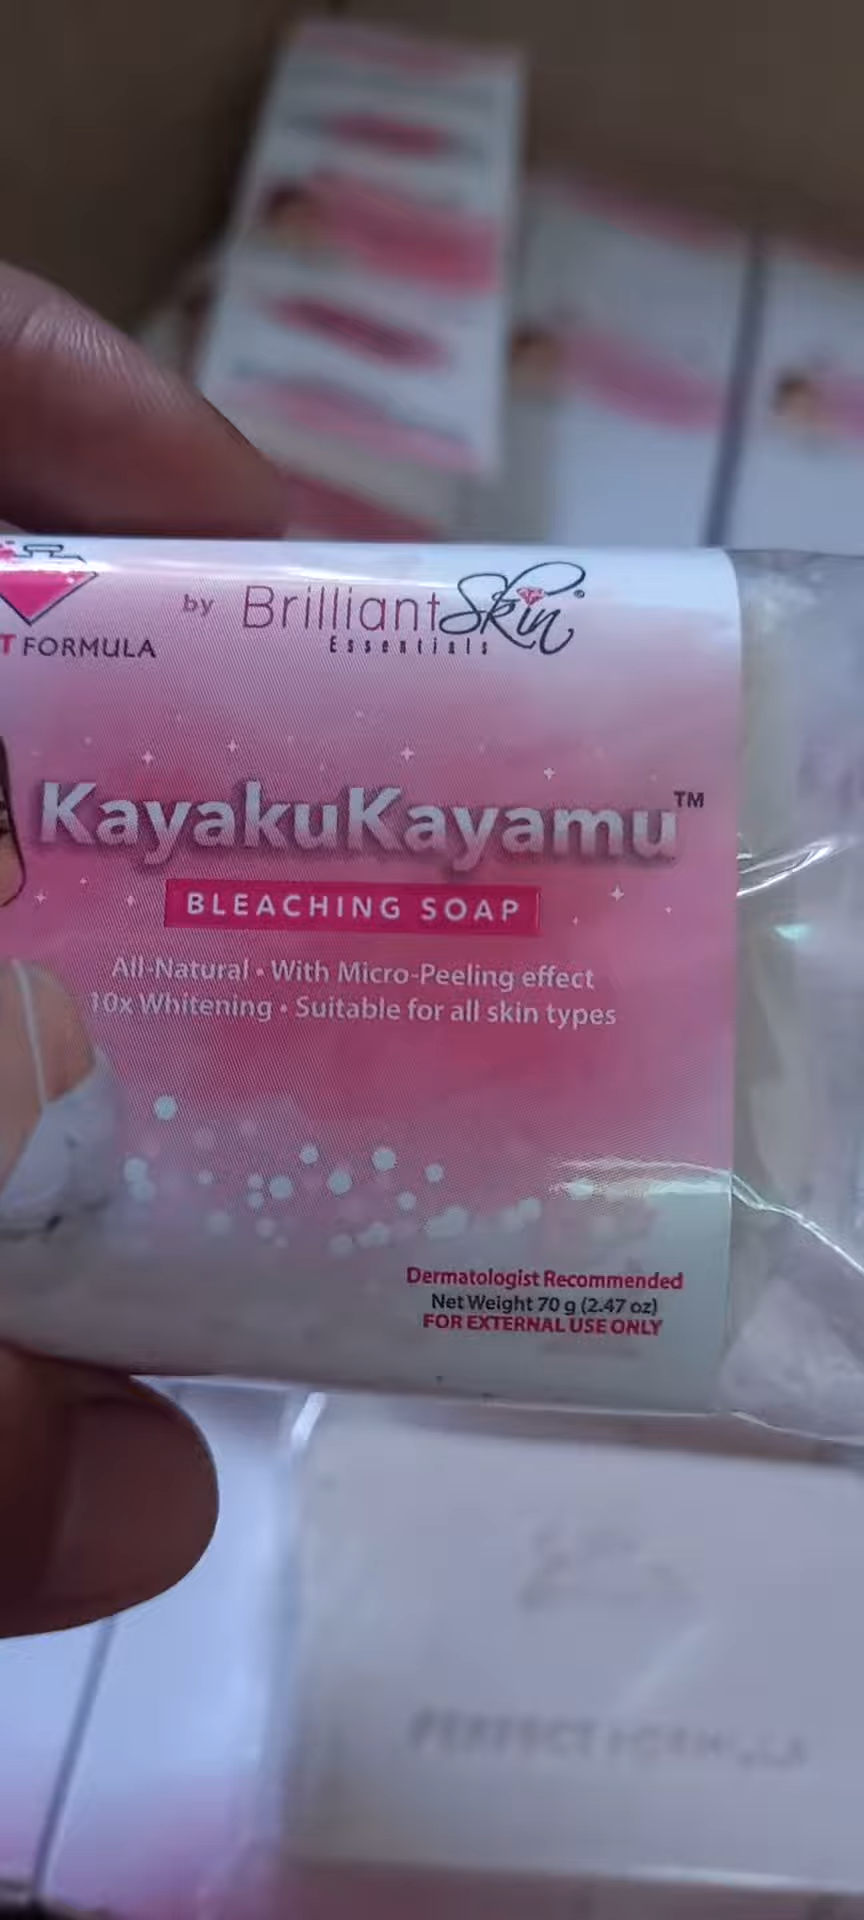 by BrilliantSkin®
Essentials
T FORMULA
KayakuKayamu™
BLEACHING SOAP
All-Natural • With Micro-Peeling effect
10x Whitening • Suitable for all skin types
Dermatologist Recommended
Net Weight 70 g (2.47 oz)
FOR EXTERNAL USE ONLY
PERFECT FORMULA